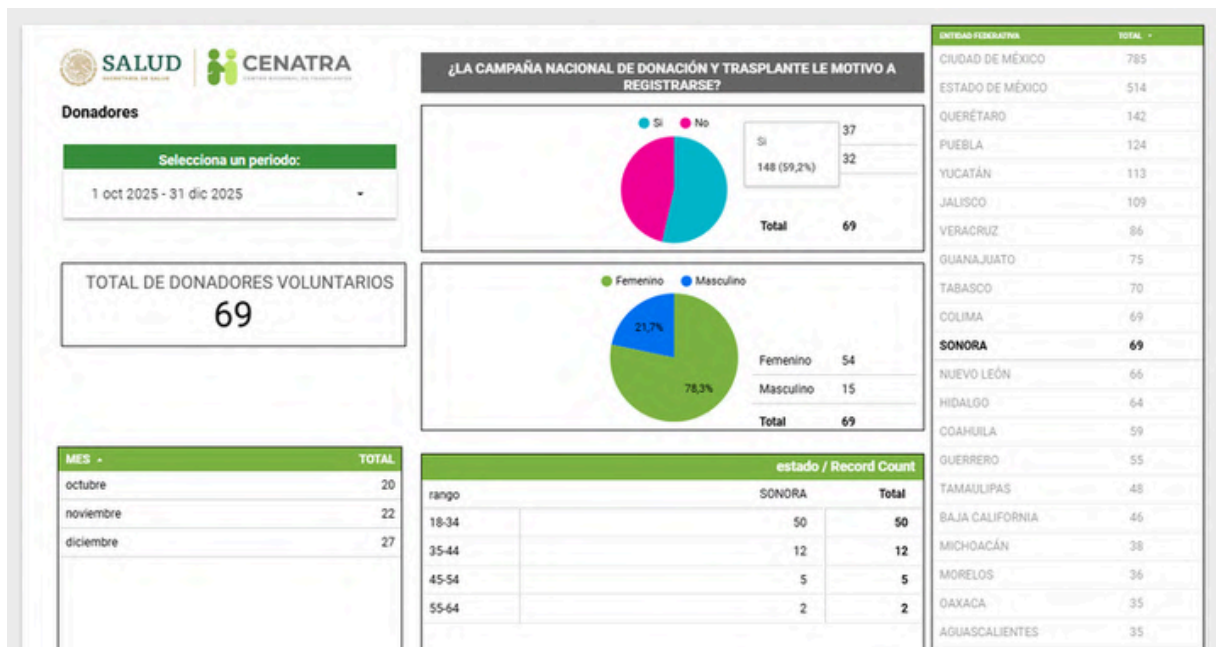 SALUD
SECRETARÍA DE SALUD
CENATRA
CENTRO NACIONAL DE TRASPLANTES
Donadores
Selecciona un periodo:
1 oct 2025 - 31 dic 2025
TOTAL DE DONADORES VOLUNTARIOS
69
MES TOTAL
octubre 20
noviembre 22
diciembre 27
¿LA CAMPAÑA NACIONAL DE DONACIÓN Y TRASPLANTE LE MOTIVO A
REGISTRARSE?
Si No
37
Si
148 (59,2%)
32
Total 69
Femenino Masculino
21,7%
78,3%
Femenino 54
Masculino 15
Total 69
estado / Record Count
rango SONORA Total
18-34 50 50
35-44 12 12
45-54 5 5
55-64 2 2
ENTIDAD FEDERATIVA TOTAL
CIUDAD DE MÉXICO 785
ESTADO DE MÉXICO 514
QUERÉTARO 142
PUEBLA 124
YUCATÁN 113
JALISCO 109
VERACRUZ 86
GUANAJUATO 75
TABASCO 70
COLIMA 69
SONORA 69
NUEVO LEÓN 66
HIDALGO 64
COAHUILA 59
GUERRERO 55
TAMAULIPAS 48
BAJA CALIFORNIA 46
MICHOACÁN 38
MORELOS 36
OAXACA 35
AGUASCALIENTES 35